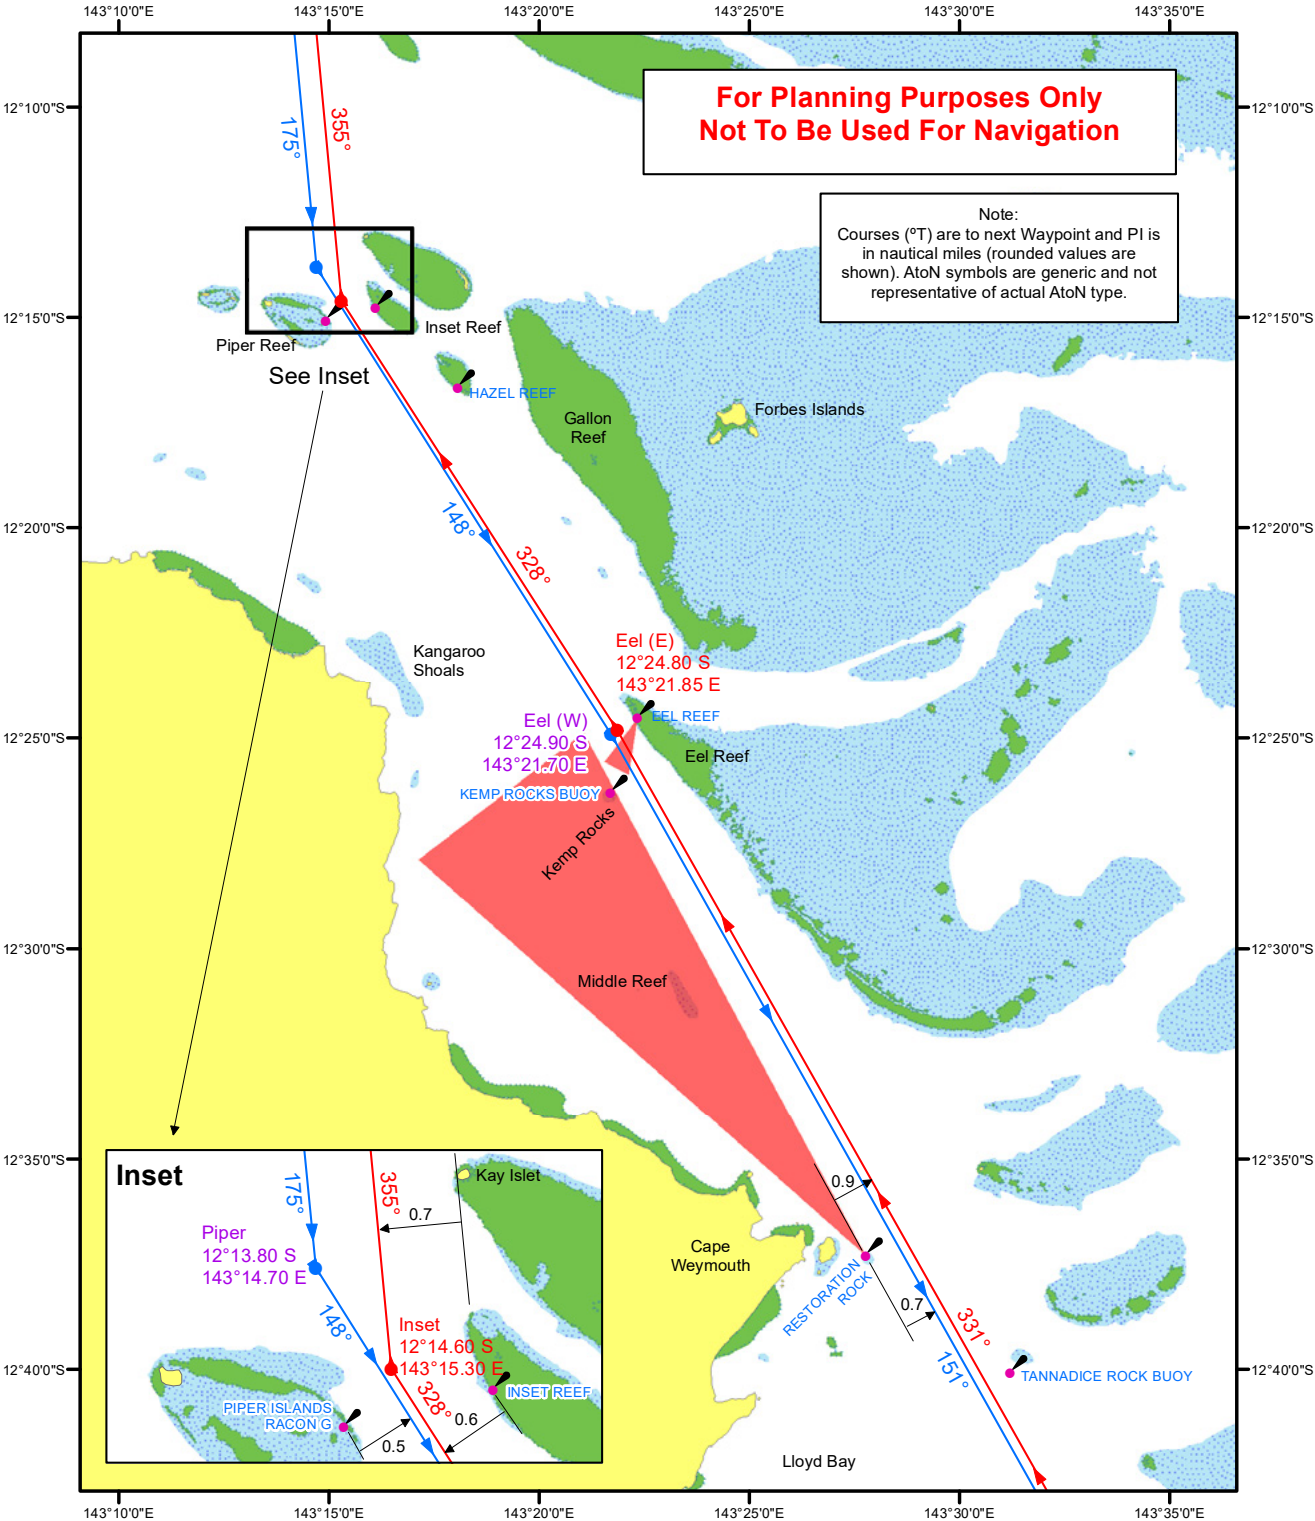 143°10'0"E
143°15'0"E
143°20'0"E
143°25'0"E
143°30'0"E
143°35'0"E
12°10'0"S
12°10'0"S
For Planning Purposes Only
Not To Be Used For Navigation
175°
355°
Note:
Courses (ºT) are to next Waypoint and PI is
in nautical miles (rounded values are
shown). AtoN symbols are generic and not
representative of actual AtoN type.
12°15'0"S
12°15'0"S
Inset Reef
Piper Reef
See Inset
HAZEL REEF
Gallon
Reef
Forbes Islands
12°20'0"S
12°20'0"S
148°
328°
Kangaroo
Shoals
Eel (E)
12°24.80 S
143°21.85 E
EEL REEF
Eel (W)
12°24.90 S
143°21.70 E
12°25'0"S
12°25'0"S
Eel Reef
KEMP ROCKS BUOY
Kemp Rocks
12°30'0"S
12°30'0"S
Middle Reef
12°35'0"S
12°35'0"S
0.9
Cape
Weymouth
RESTORATION
ROCK
0.7
331°
151°
12°40'0"S
12°40'0"S
TANNADICE ROCK BUOY
Lloyd Bay
Inset
175°
355°
Kay Islet
0.7
Piper
12°13.80 S
143°14.70 E
148°
Inset
12°14.60 S
143°15.30 E
328°
INSET REEF
PIPER ISLANDS
RACON G
0.6
0.5
143°10'0"E
143°15'0"E
143°20'0"E
143°25'0"E
143°30'0"E
143°35'0"E